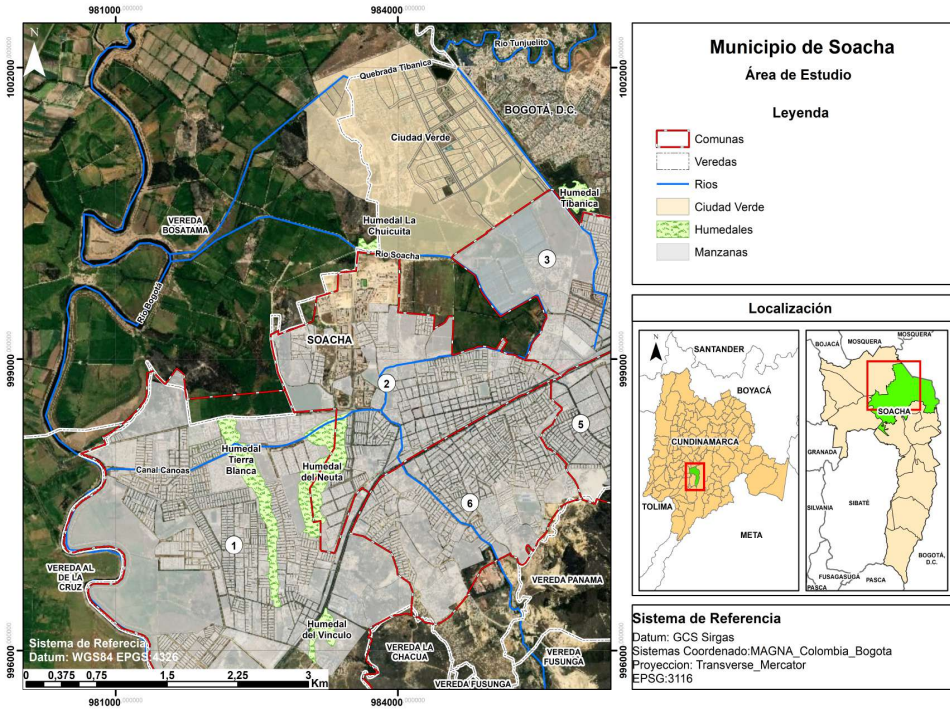 981000
984000
1002000
1002000
N
Rio Tunjuelito
Quebrada Tibanica
BOGOTÁ, D.C.
Ciudad Verde
Humedal
Tibanica
VEREDA
BOSATAMA
Humedal La
Chuicuita
Rio Soacha
3
Rio Bogotá
SOACHA
999000
999000
2
5
Humedal
Tierra
Blanca
Humedal
del Neuta
Canal Canoas
6
1
VEREDA AL
DE LA
CRUZ
VEREDA PANAMA
Humedal
del Vinculo
VEREDA LA
CHACUA
VEREDA
FUSUNGA
VEREDA FUSUNGA
996000
996000
Sistema de Referencia
Datum: WGS84 EPGS:4326
0 0,375 0,75 1,5 2,25 3
Km
981000
984000
Municipio de Soacha
Área de Estudio
Leyenda
Comunas
Veredas
Rios
Ciudad Verde
Humedales
Manzanas
Localización
N
SANTANDER
BOYACÁ
CUNDINAMARCA
TOLIMA
META
MOSQUERA
BOJACÁ
MOSQUERA
SOACHA
GRANADA
SIBATÉ
SILVANIA
BOGOTÁ,
D.C.
FUSAGASUGÁ
PASCA
PASCA
Sistema de Referencia
Datum: GCS Sirgas
Sistemas Coordenado:MAGNA_Colombia_Bogota
Proyeccion: Transverse_Mercator
EPSG:3116